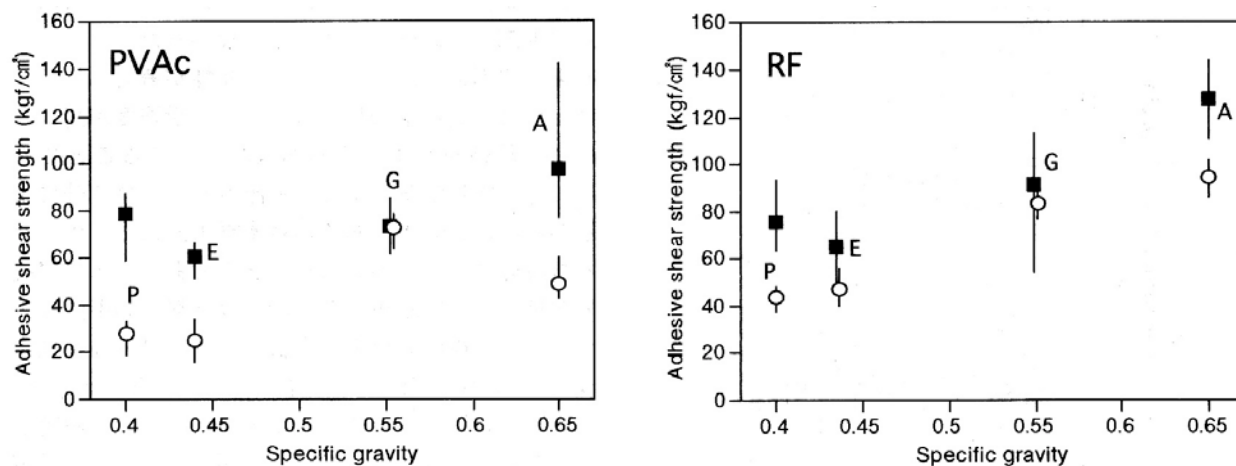 160
140
120
100
80
60
40
20
0
Adhesive shear strength (kgf/㎠)
PVAc
P
E
G
A
0.4 0.45 0.5 0.55 0.6 0.65
Specific gravity
160
140
120
100
80
60
40
20
0
Adhesive shear strength (kgf/㎠)
RF
P
E
G
A
0.4 0.45 0.5 0.55 0.6 0.65
Specific gravity